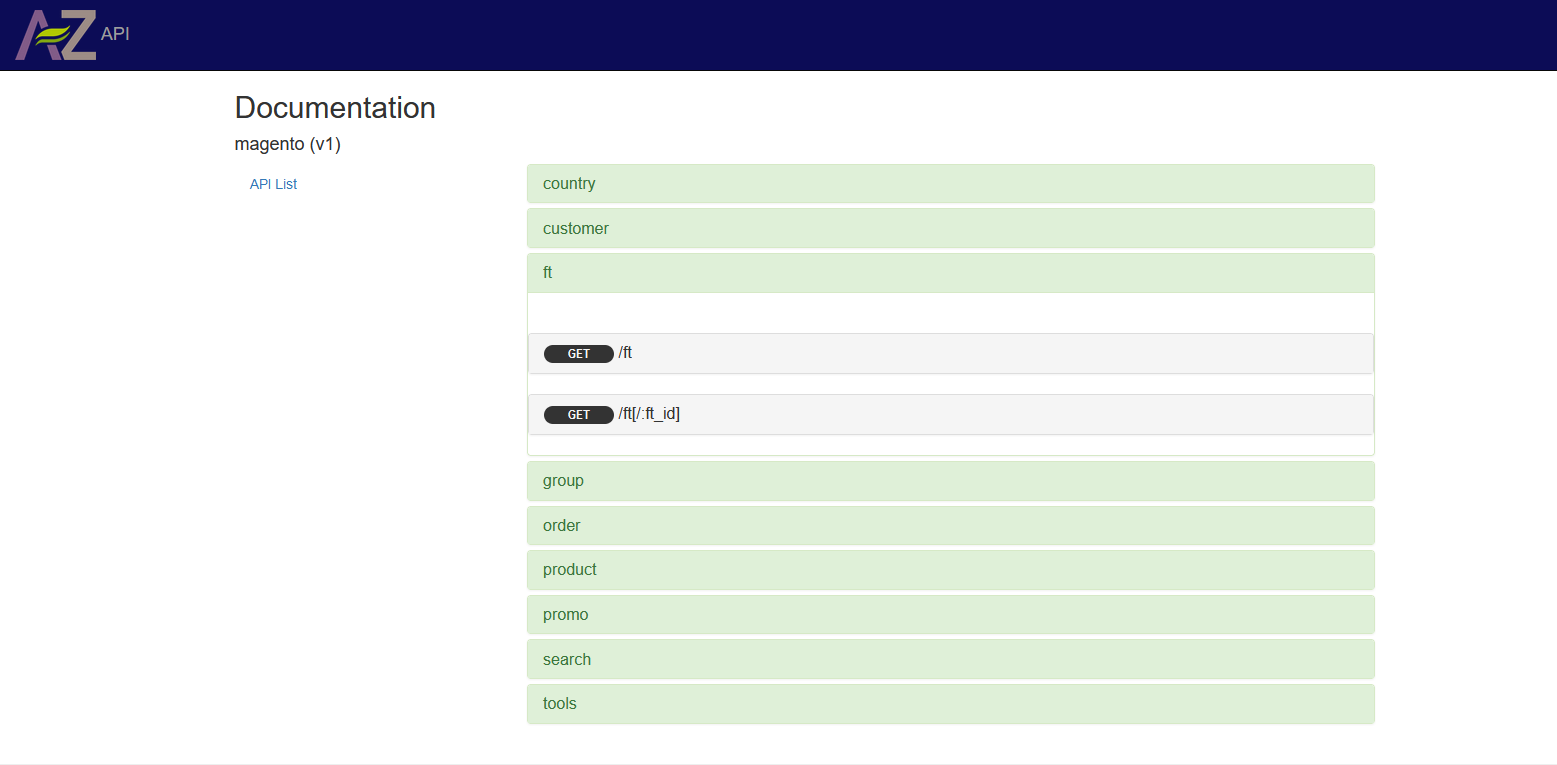 A-Z API
Documentation
magento (v1)
API List
country
customer
ft
GET /ft
GET /ft[/:ft_id]
group
order
product
promo
search
tools